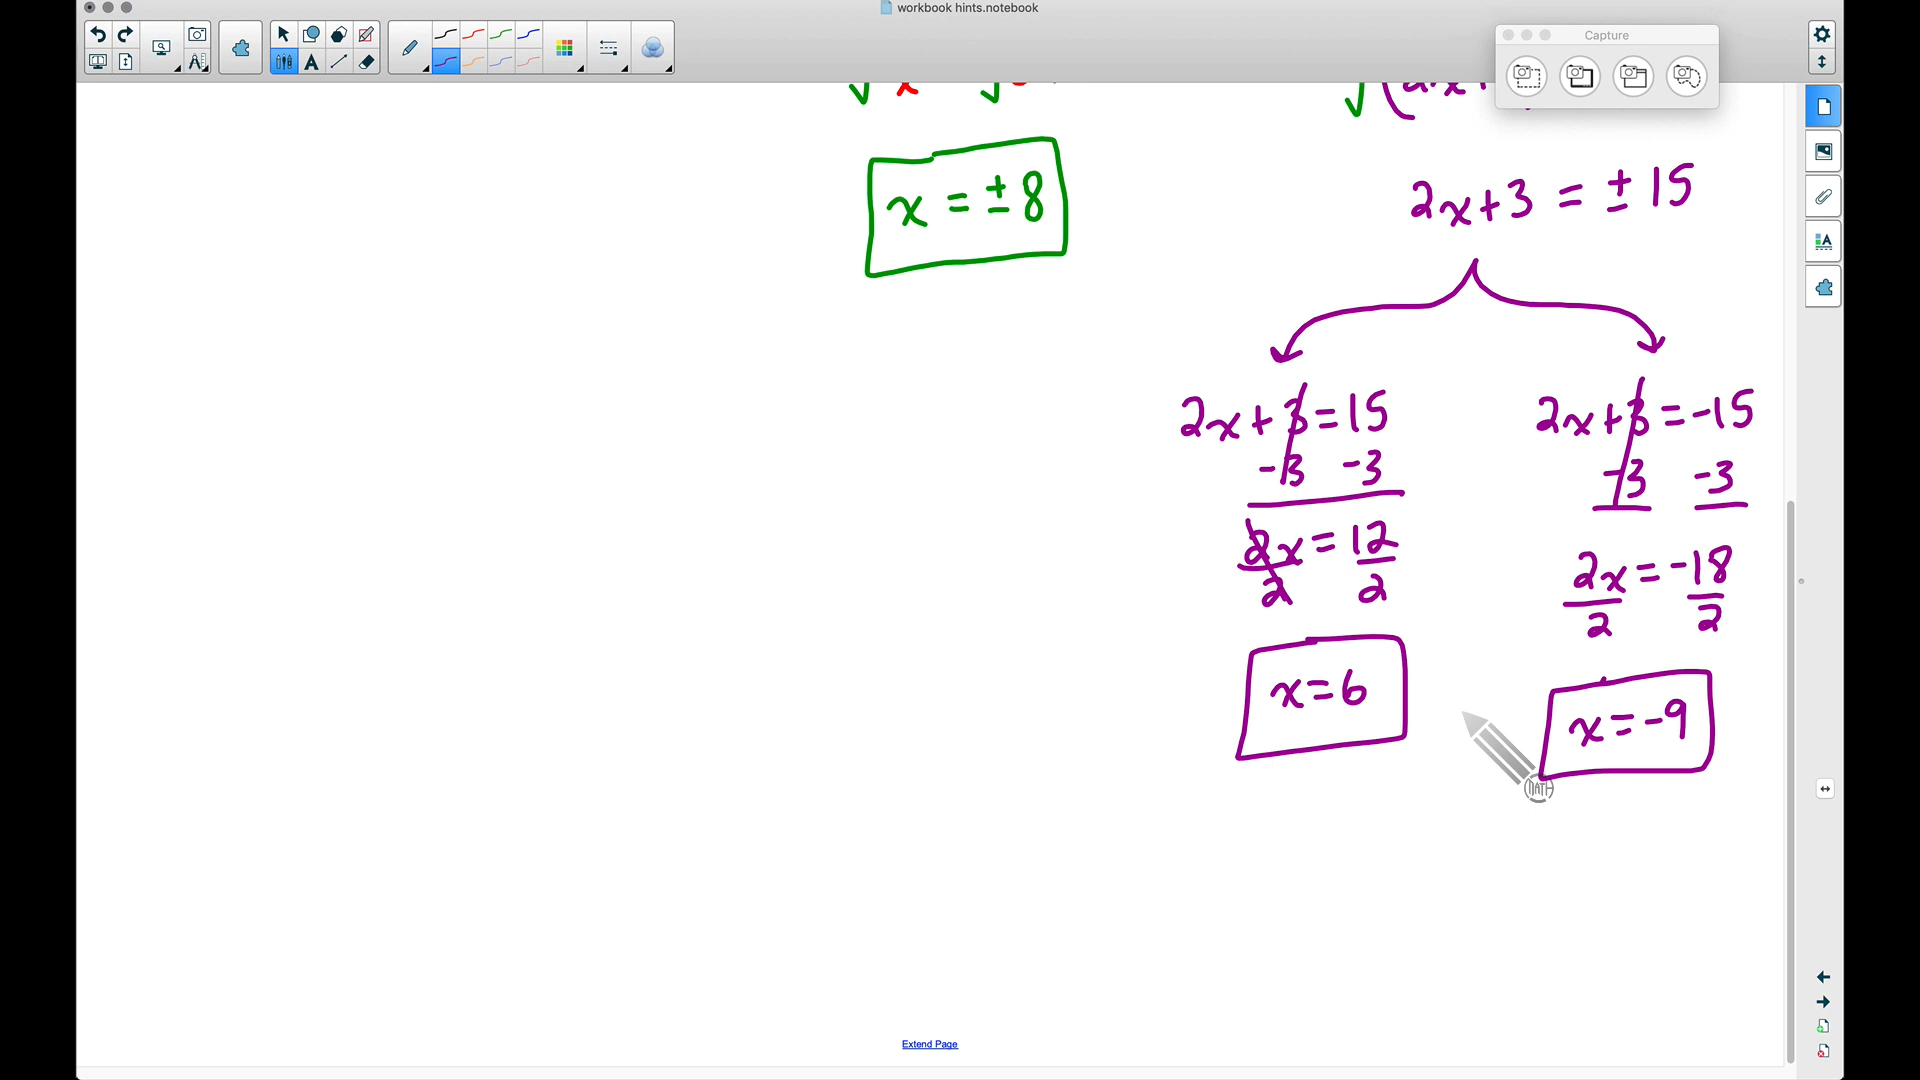 workbook hints.notebook
Capture
x = ±8
2x+3 = ±15
2x+3=15
-3 -3
2x=12
2 2
x=6
2x+3=-15
-3 -3
2x=-18
2 2
x=-9
MATH
Extend Page